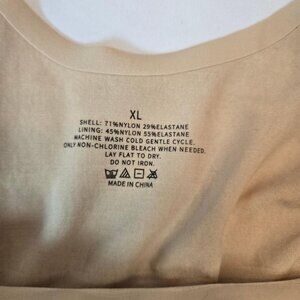 XL
SHELL: 71%NYLON 29%ELASTANE
LINING: 45%NYLON 55%ELASTANE
MACHINE WASH COLD GENTLE CYCLE.
ONLY NON-CHLORINE BLEACH WHEN NEEDED.
LAY FLAT TO DRY.
DO NOT IRON.
MADE IN CHINA